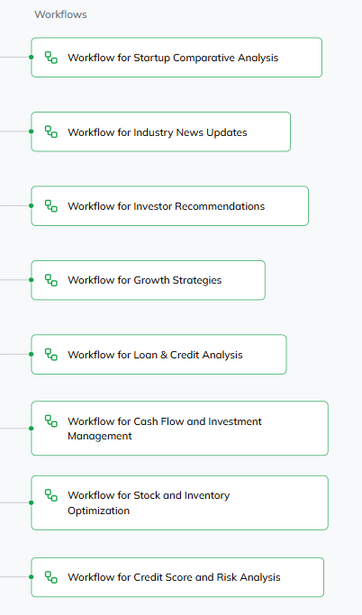 Workflows
Workflow for Startup Comparative Analysis
Workflow for Industry News Updates
Workflow for Investor Recommendations
Workflow for Growth Strategies
Workflow for Loan & Credit Analysis
Workflow for Cash Flow and Investment
Management
Workflow for Stock and Inventory
Optimization
Workflow for Credit Score and Risk Analysis